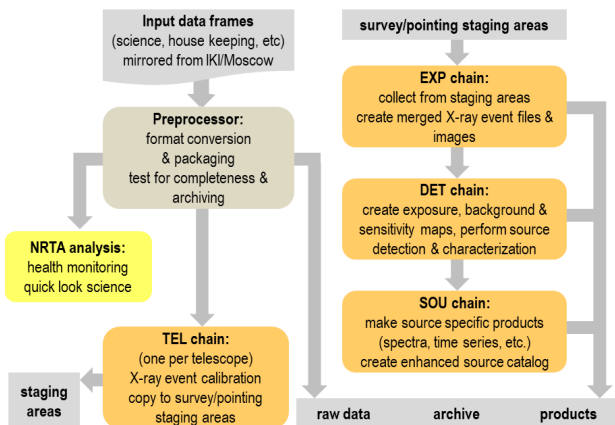 Input data frames
(science, house keeping, etc)
mirrored from IKI/Moscow
Preprocessor:
format conversion
& packaging
test for completeness &
archiving
NRTA analysis:
health monitoring
quick look science
TEL chain:
(one per telescope)
X-ray event calibration
copy to survey/pointing
staging areas
staging
areas
survey/pointing staging areas
EXP chain:
collect from staging areas
create merged X-ray event files &
images
DET chain:
create exposure, background &
sensitivity maps, perform source
detection & characterization
SOU chain:
make source specific products
(spectra, time series, etc.)
create enhanced source catalog
raw data archive products